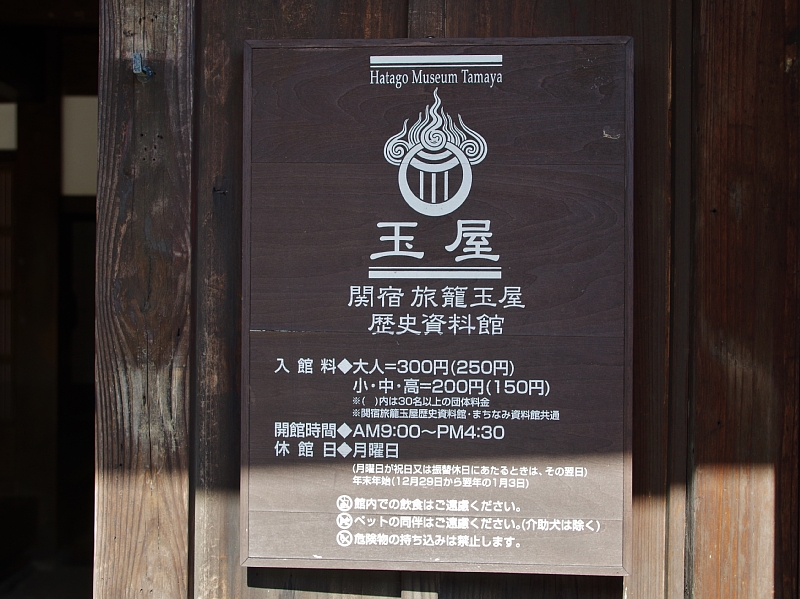 Hatago Museum Tamaya
玉屋
関宿 旅籠玉屋
歴史資料館
入館料◆大人=300円(250円)
小・中・高=200円(150円)
※(　)内は30名以上の団体料金
※関宿旅籠玉屋歴史資料館・まちなみ資料館共通
開館時間◆AM9:00〜PM4:30
休館日◆月曜日
(月曜日が祝日又は振替休日にあたるときは、その翌日)
年末年始(12月29日から翌年の1月3日)
館内での飲食はご遠慮ください。
ペットの同伴はご遠慮ください。(介助犬は除く)
危険物の持ち込みは禁止します。